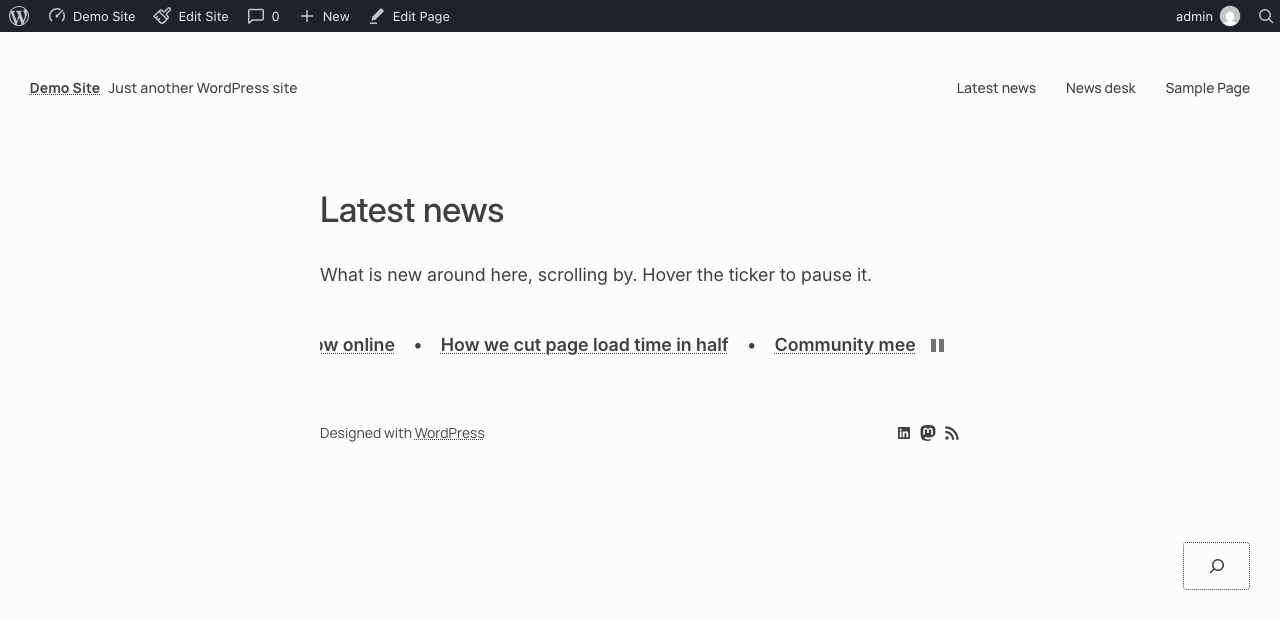 Demo Site Edit Site 0 New Edit Page admin
Demo Site Just another WordPress site Latest news News desk Sample Page
Latest news
What is new around here, scrolling by. Hover the ticker to pause it.
ow online • How we cut page load time in half • Community mee
Designed with WordPress